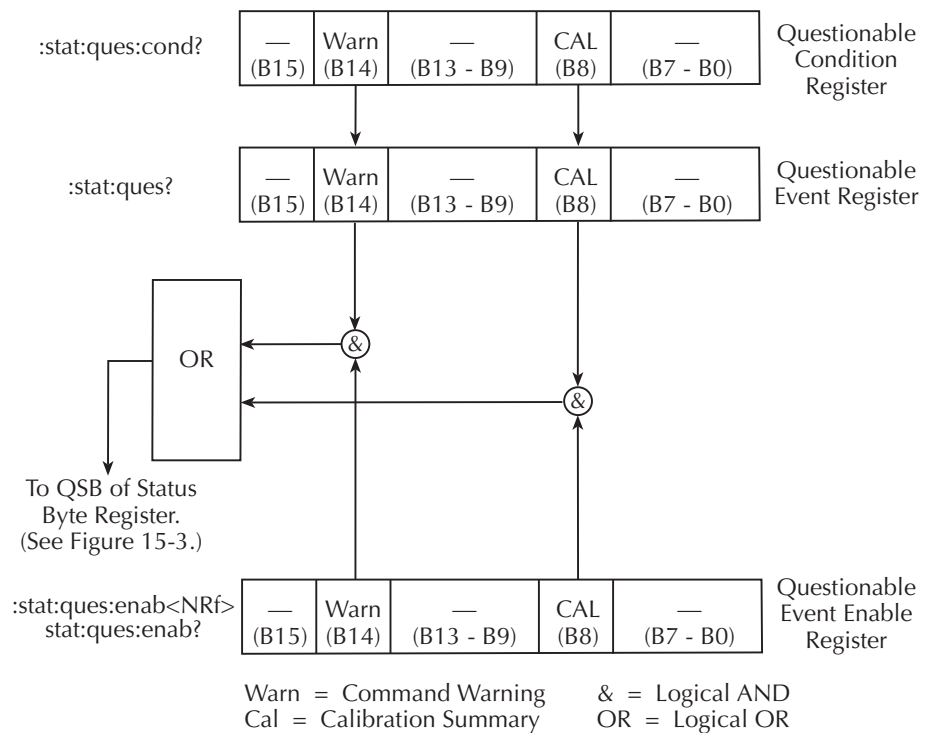 :stat:ques:cond?
—
(B15)
Warn
(B14)
—
(B13 - B9)
CAL
(B8)
—
(B7 - B0)
Questionable
Condition
Register
:stat:ques?
—
(B15)
Warn
(B14)
—
(B13 - B9)
CAL
(B8)
—
(B7 - B0)
Questionable
Event Register
OR
&
&
To QSB of Status
Byte Register.
(See Figure 15-3.)
:stat:ques:enab<NRf>
stat:ques:enab?
—
(B15)
Warn
(B14)
—
(B13 - B9)
CAL
(B8)
—
(B7 - B0)
Questionable
Event Enable
Register
Warn = Command Warning
Cal = Calibration Summary
& = Logical AND
OR = Logical OR